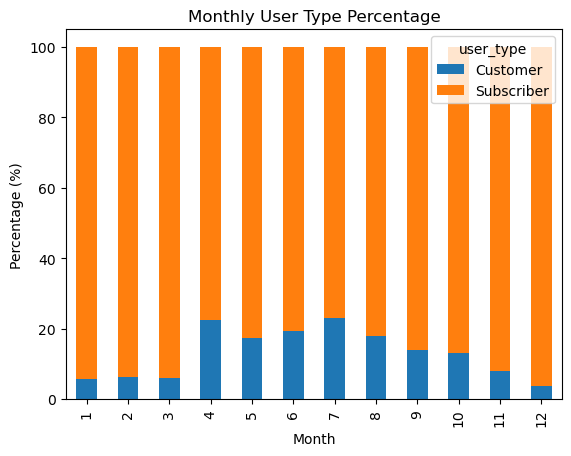 Monthly User Type Percentage
user_type
Customer
Subscriber
Percentage (%)
100
80
60
40
20
0
1 2 3 4 5 6 7 8 9 10 11 12
Month